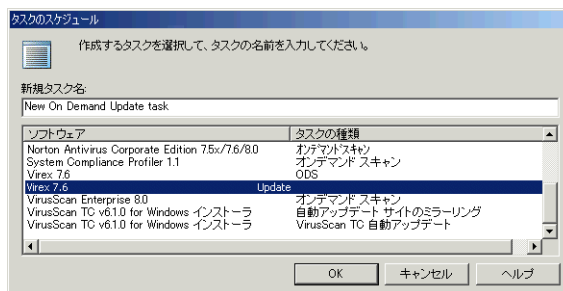 タスクのスケジュール
作成するタスクを選択して、タスクの名前を入力してください。
新規タスク名:
New On Demand Update task
ソフトウェア タスクの種類
Norton Antivirus Corporate Edition 7.5x/7.6/8.0 オンデマンドスキャン
System Compliance Profiler 1.1 オンデマンド スキャン
Virex 7.6 ODS
Virex 7.6 Update
VirusScan Enterprise 8.0 オンデマンド スキャン
VirusScan TC v6.1.0 for Windows インストーラ 自動アップデート サイトのミラーリング
VirusScan TC v6.1.0 for Windows インストーラ VirusScan TC 自動アップデート
OK キャンセル ヘルプ